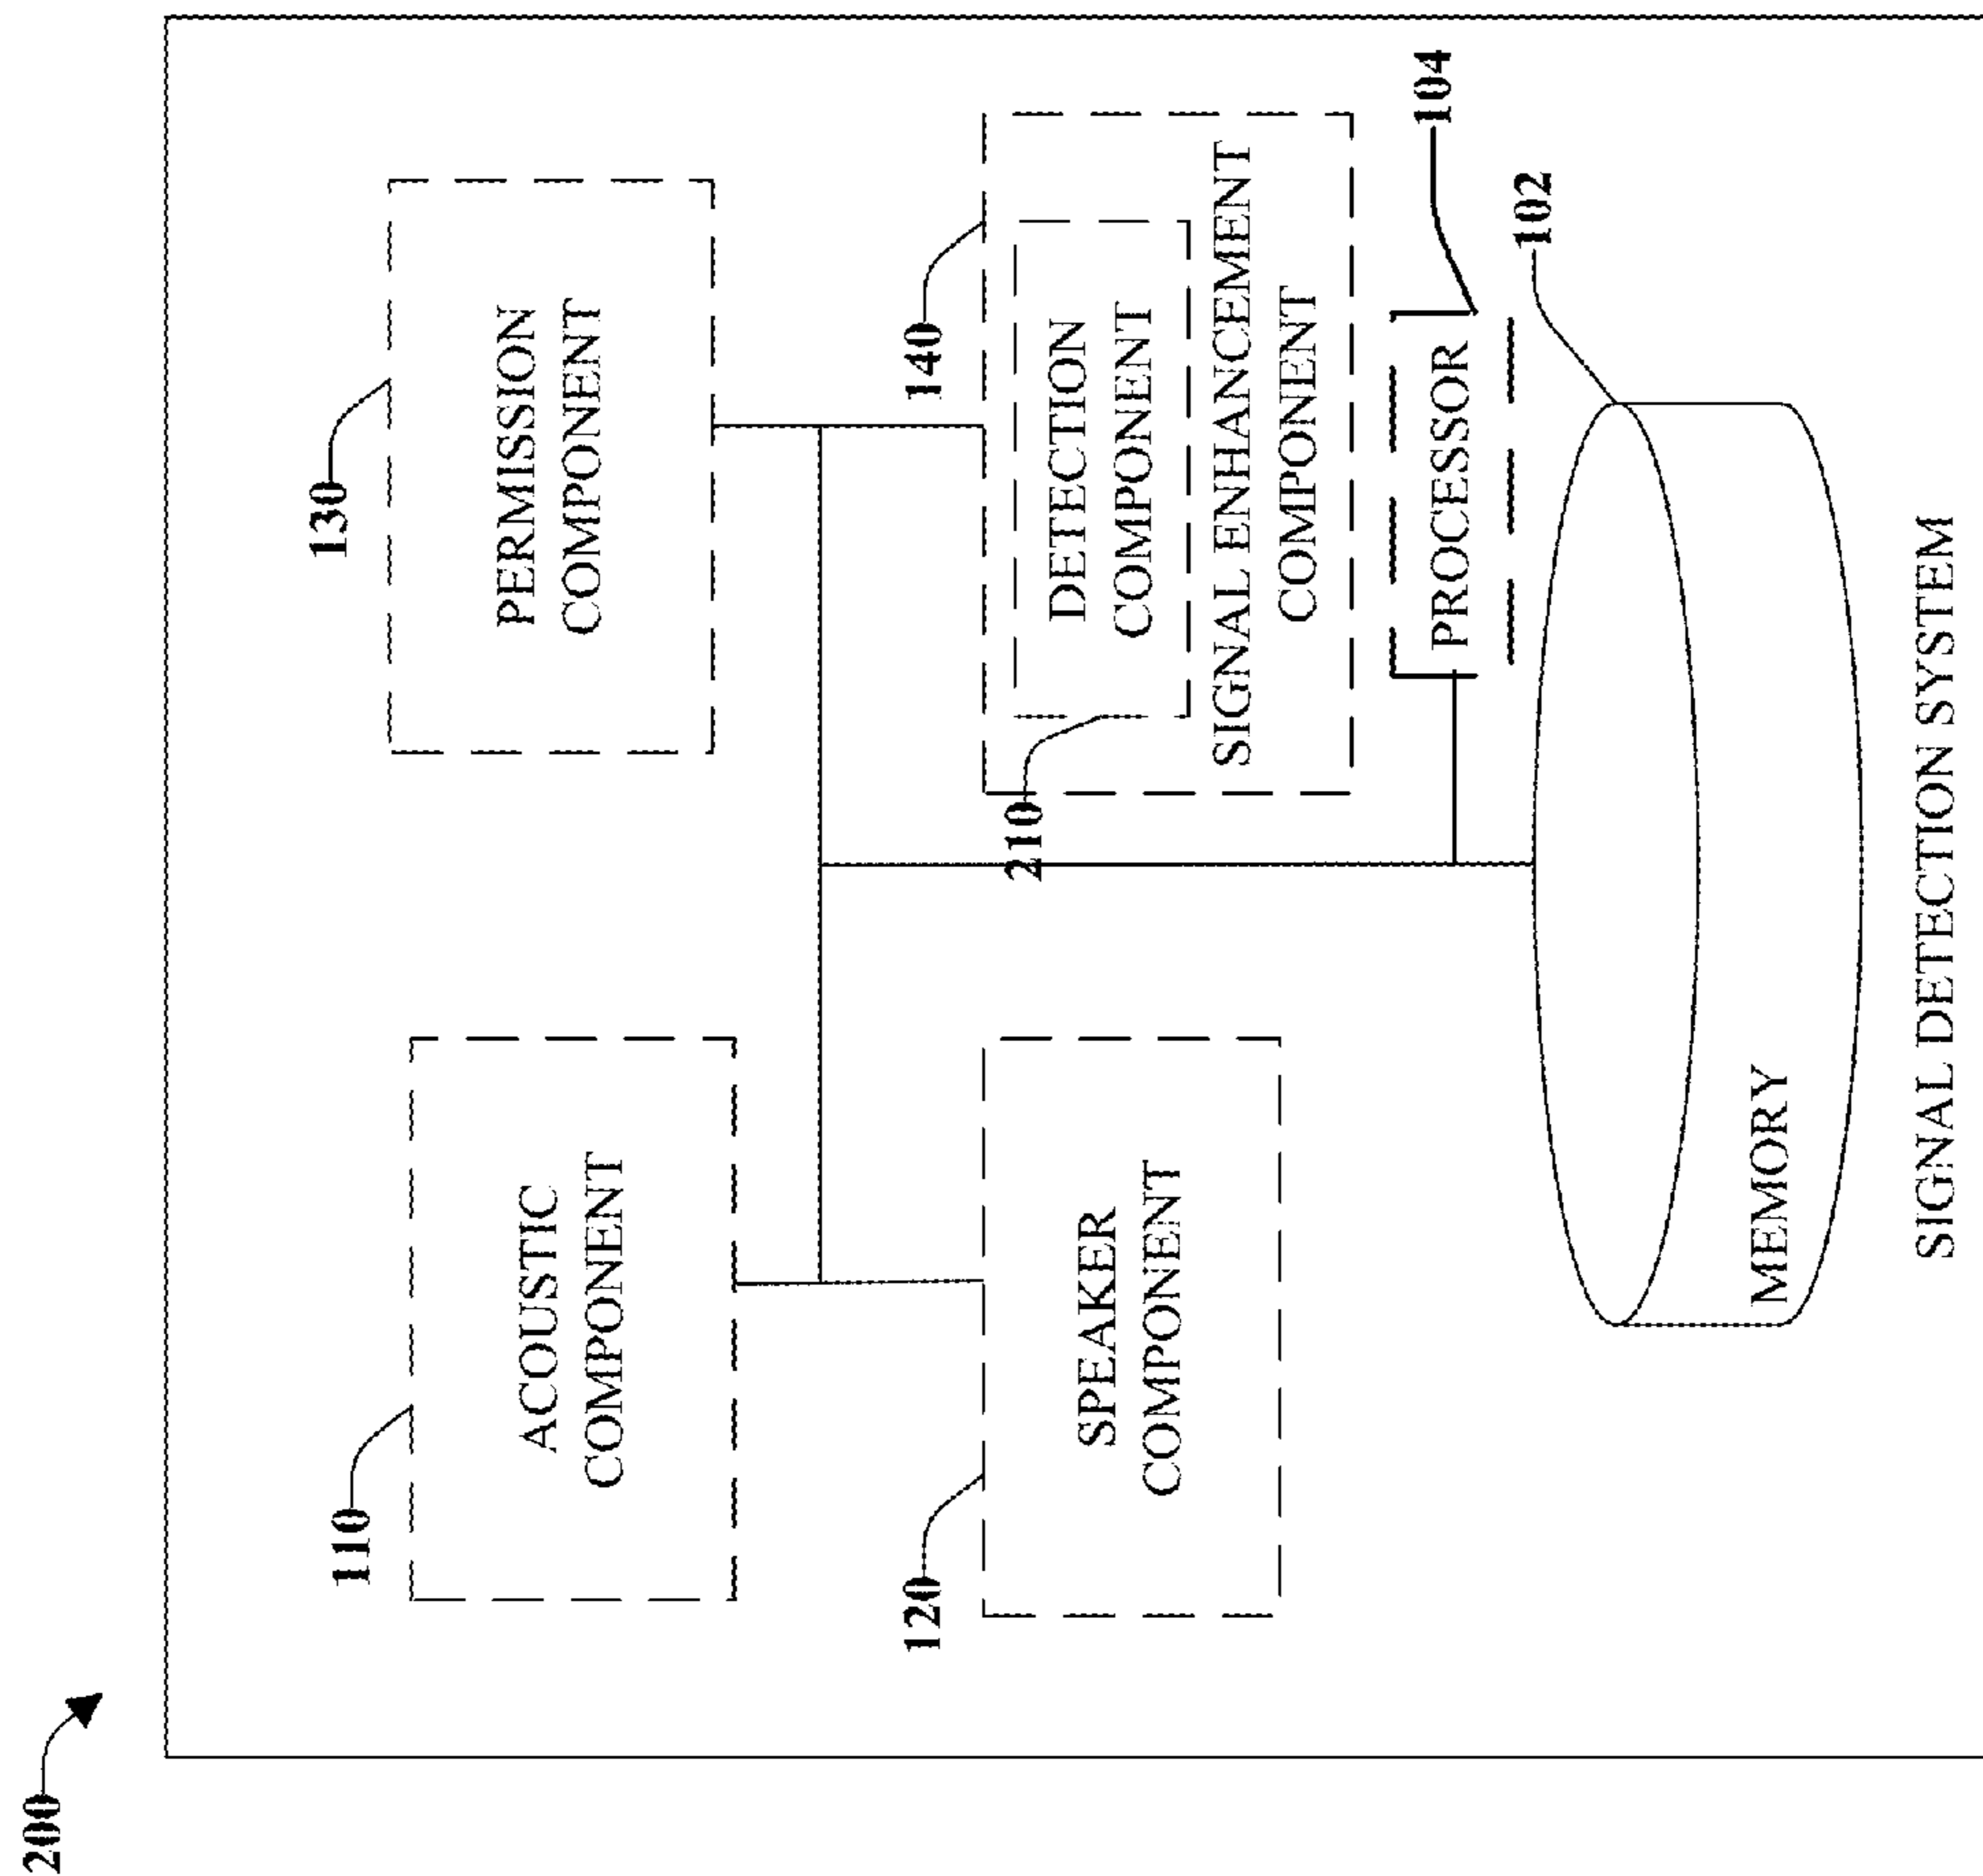 200
110
ACOUSTIC
COMPONENT
130
PERMISSION
COMPONENT
120
SPEAKER
COMPONENT
140
DETECTION
COMPONENT
210
SIGNAL ENHANCEMENT
COMPONENT
104
PROCESSOR
102
MEMORY
SIGNAL DETECTION SYSTEM